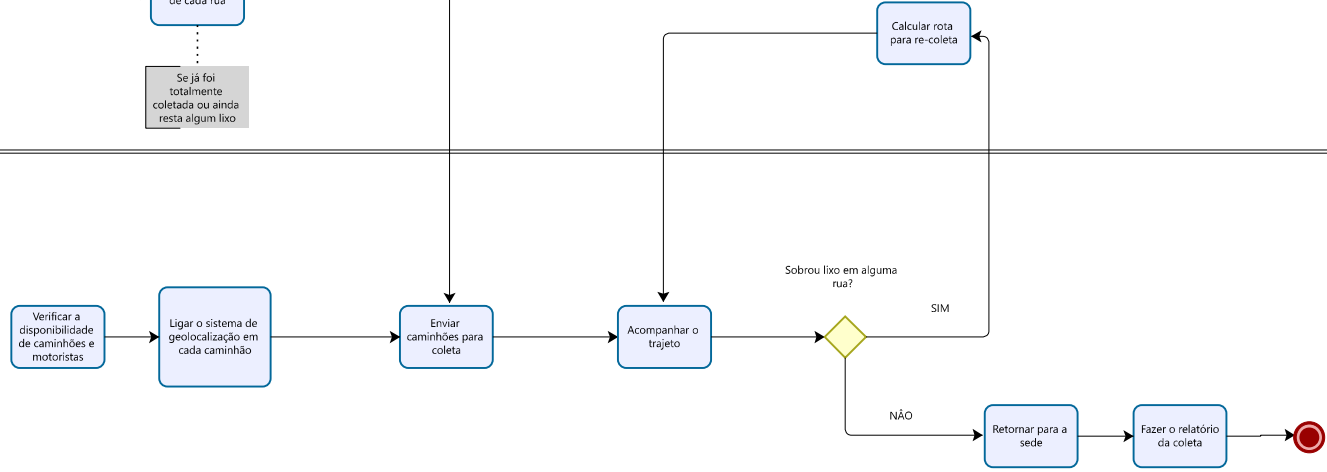 de cada rua
Calcular rota
para re-coleta
Se já foi
totalmente
coletada ou ainda
resta algum lixo
Sobrou lixo em alguma
rua?
SIM
Verificar a
disponibilidade
de caminhões e
motoristas
Ligar o sistema de
geolocalização em
cada caminhão
Enviar
caminhões para
coleta
Acompanhar o
trajeto
NÃO
Retornar para a
sede
Fazer o relatório
da coleta